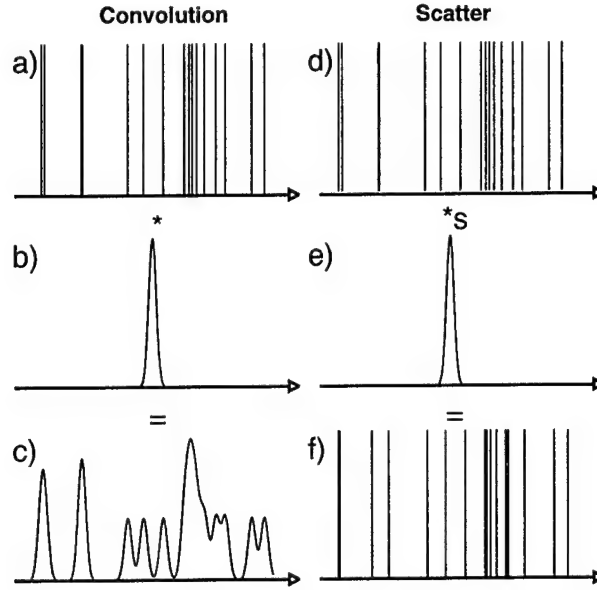 Convolution
Scatter
a)
d)
*
*S
b)
e)
=
=
c)
f)